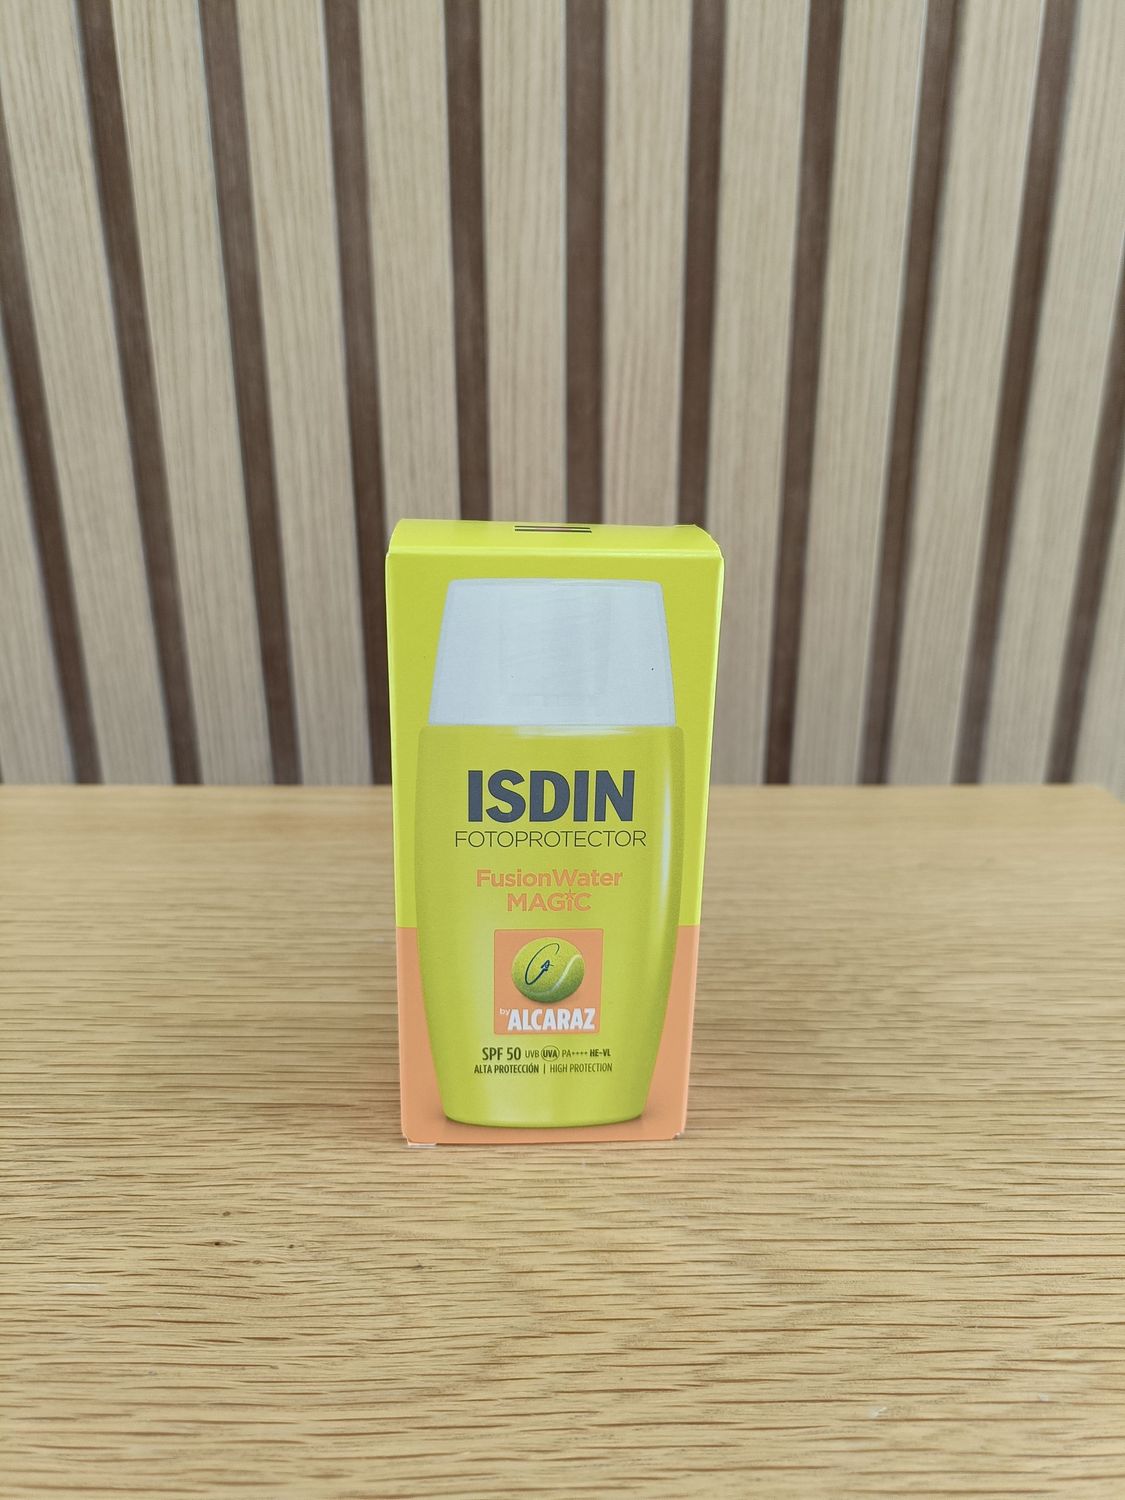 ISDIN
FOTOPROTECTOR
FusionWater
MAGIC
by ALCARAZ
SPF 50 UVB UVA PA++++ HE-VL
ALTA PROTECCIÓN | HIGH PROTECTION